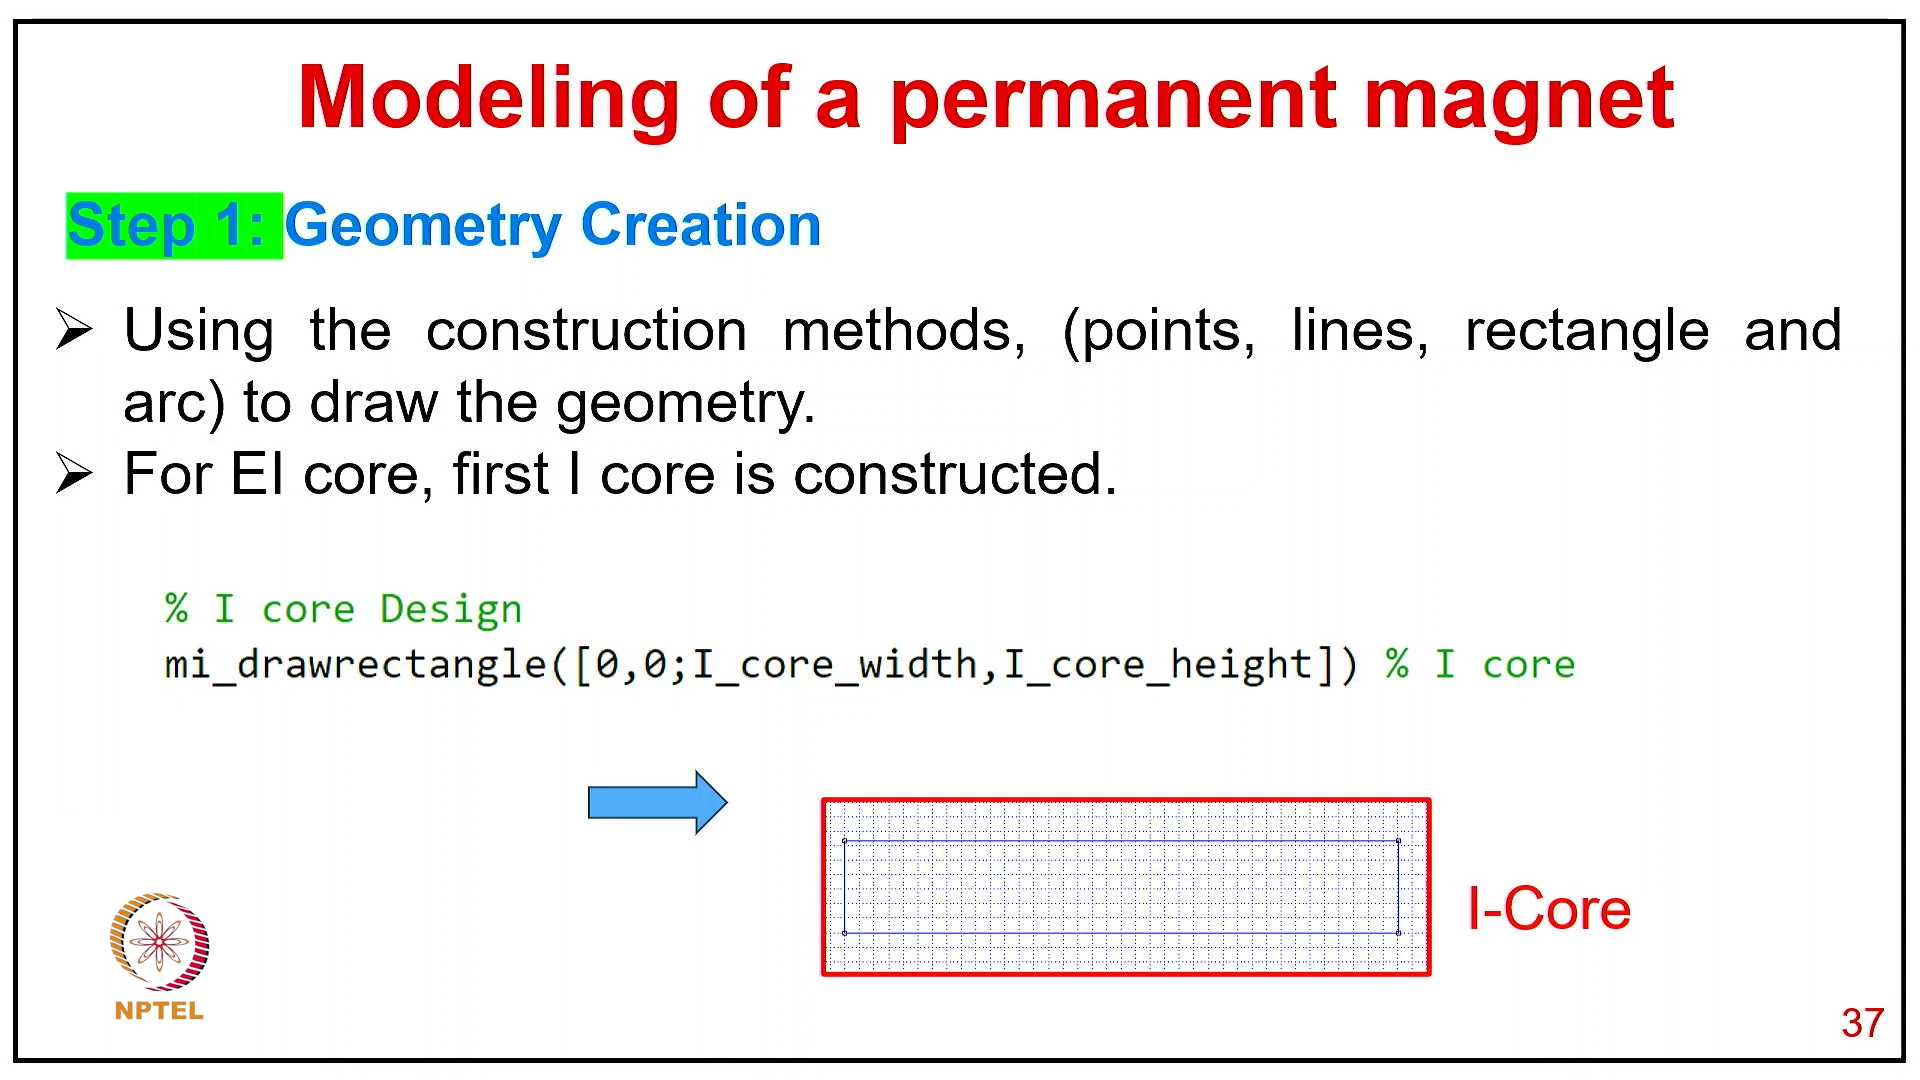 Modeling of a permanent magnet
Step 1: Geometry Creation
➢ Using the construction methods, (points, lines, rectangle and
arc) to draw the geometry.
➢ For EI core, first I core is constructed.
% I core Design
mi_drawrectangle([0,0;I_core_width,I_core_height]) % I core
I-Core
NPTEL
37